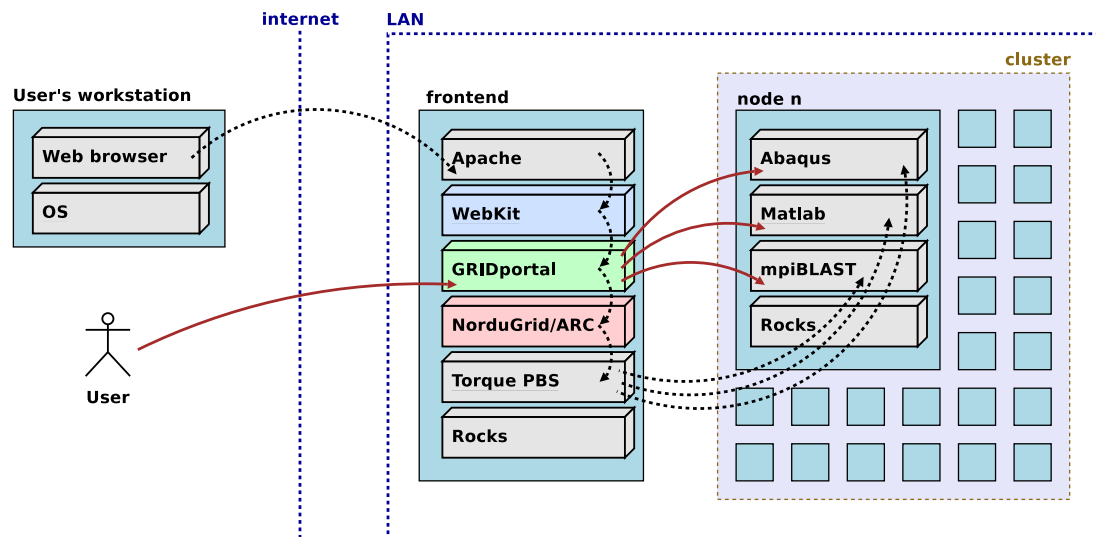 internet
LAN
cluster
User's workstation
Web browser
OS
User
frontend
Apache
WebKit
GRIDportal
NorduGrid/ARC
Torque PBS
Rocks
node n
Abaqus
Matlab
mpiBLAST
Rocks